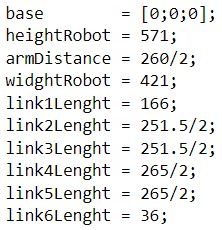 base         = [0;0;0];
heightRobot = 571;
armDistance = 260/2;
widghtRobot = 421;
link1Lenght = 166;
link2Lenght = 251.5/2;
link3Lenght = 251.5/2;
link4Lenght = 265/2;
link5Lenght = 265/2;
link6Lenght = 36;